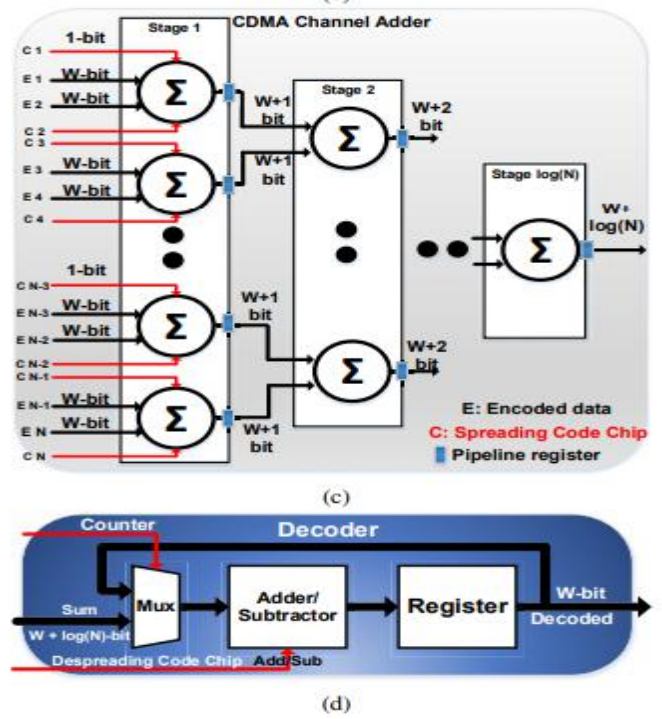 CDMA Channel Adder
Stage 1
C 1
1-bit
E 1
W-bit
E 2
W-bit
C 2
C 3
E 3
W-bit
E 4
W-bit
C 4
1-bit
C N-3
E N-3
W-bit
E N-2
W-bit
C N-2
C N-1
E N-1
W-bit
E N
W-bit
C N
Σ
Σ
Σ
Σ
W+1
bit
W+1
bit
W+1
bit
W+1
bit
Stage 2
Σ
Σ
W+2
bit
W+2
bit
Stage log(N)
Σ
W+
log(N)
E: Encoded data
C: Spreading Code Chip
Pipeline register
(c)
Counter
Decoder
Sum
W + log(N)-bit
Mux
Adder/
Subtractor
Register
W-bit
Decoded
Despreading Code Chip
Add/Sub
(d)